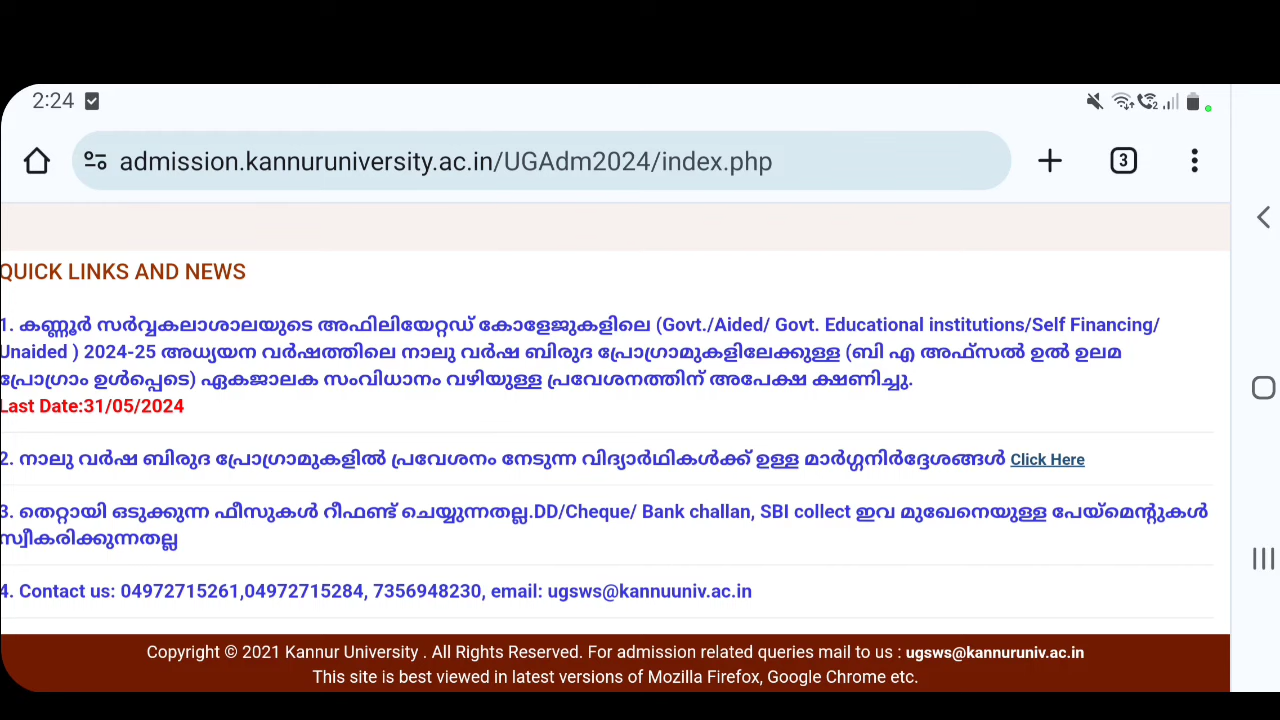 2:24
admission.kannuruniversity.ac.in/UGAdm2024/index.php
3
QUICK LINKS AND NEWS
1. കണ്ണൂർ സർവ്വകലാശാലയുടെ അഫിലിയേറ്റഡ് കോളേജുകളിലെ (Govt./Aided/ Govt. Educational institutions/Self Financing/
Unaided ) 2024-25 അധ്യയന വർഷത്തിലെ നാലു വർഷ ബിരുദ പ്രോഗ്രാമുകളിലേക്കുള്ള (ബി എ അഫ്സൽ ഉൽ ഉലമ
പ്രോഗ്രാം ഉൾപ്പെടെ) ഏകജാലക സംവിധാനം വഴിയുള്ള പ്രവേശനത്തിന് അപേക്ഷ ക്ഷണിച്ചു.
Last Date:31/05/2024
2. നാലു വർഷ ബിരുദ പ്രോഗ്രാമുകളിൽ പ്രവേശനം നേടുന്ന വിദ്യാർഥികൾക്ക് ഉള്ള മാർഗ്ഗനിർദ്ദേശങ്ങൾ Click Here
3. തെറ്റായി ഒടുക്കുന്ന ഫീസുകൾ റീഫണ്ട് ചെയ്യുന്നതല്ല.DD/Cheque/ Bank challan, SBI collect ഇവ മുഖേനെയുള്ള പേയ്മെന്റുകൾ
സ്വീകരിക്കുന്നതല്ല
4. Contact us: 04972715261,04972715284, 7356948230, email: ugsws@kannuuniv.ac.in
Copyright © 2021 Kannur University . All Rights Reserved. For admission related queries mail to us : ugsws@kannuruniv.ac.in
This site is best viewed in latest versions of Mozilla Firefox, Google Chrome etc.